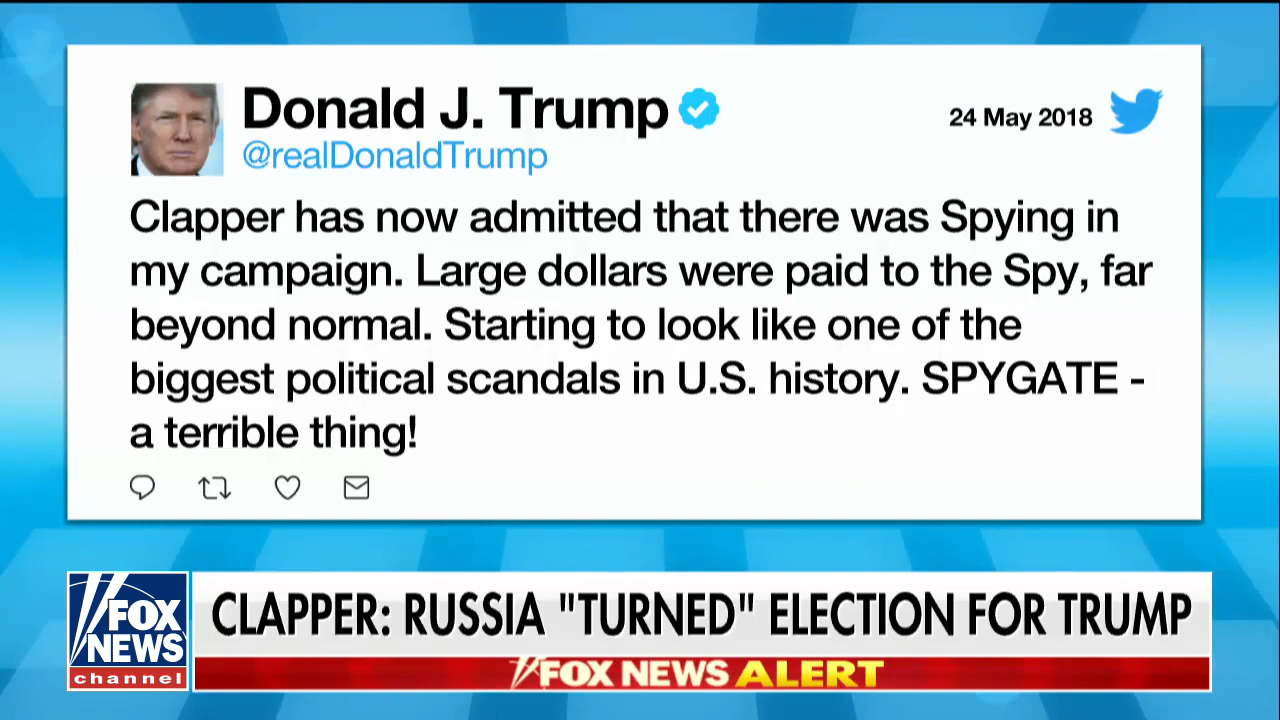 Donald J. Trump
@realDonaldTrump
24 May 2018
Clapper has now admitted that there was Spying in
my campaign. Large dollars were paid to the Spy, far
beyond normal. Starting to look like one of the
biggest political scandals in U.S. history. SPYGATE -
a terrible thing!
FOX
NEWS
channel
CLAPPER: RUSSIA "TURNED" ELECTION FOR TRUMP
FOX NEWS ALERT